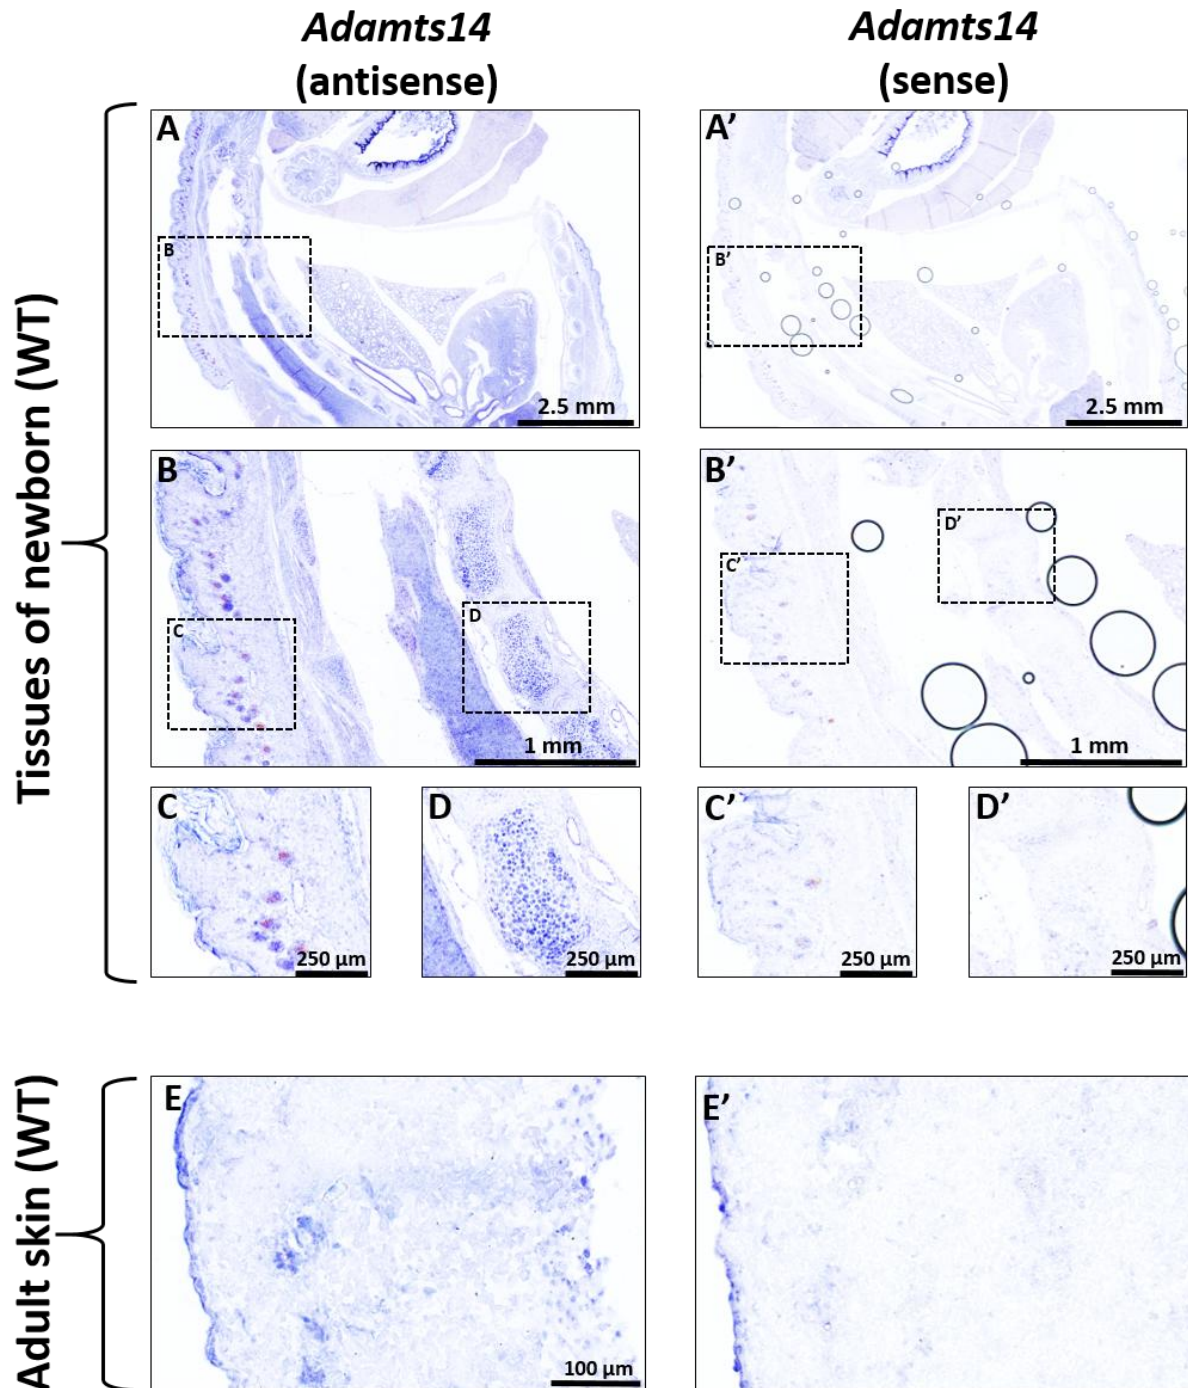 Adamts14
(antisense)
Adamts14
(sense)
Tissues of newborn (WT)
A
B
2.5 mm
A’
B’
2.5 mm
B
C
D
1 mm
B’
C’
D’
1 mm
C
250 µm
D
250 µm
C’
250 µm
D’
250 µm
Adult skin (WT)
E
100 µm
E’